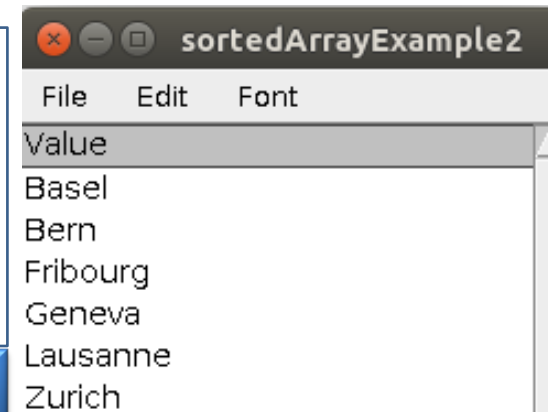 sortedArrayExample2
File Edit Font
Value
Basel
Bern
Fribourg
Geneva
Lausanne
Zurich